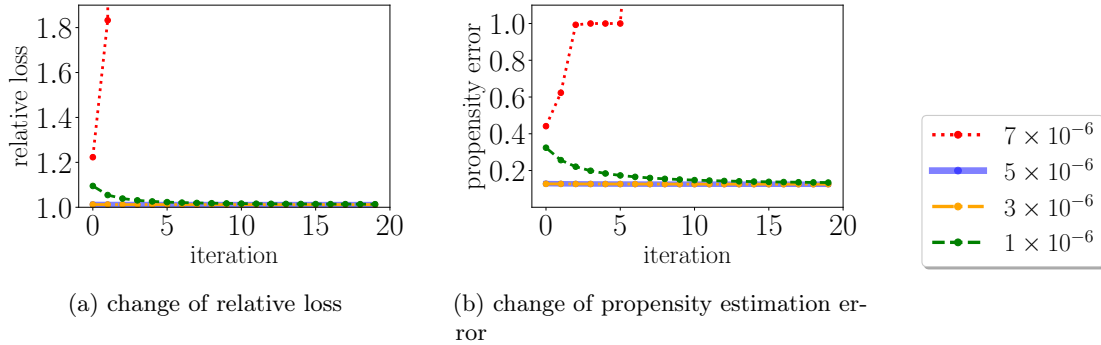 1.8
1.6
1.4
1.2
1.0
relative loss
0 5 10 15 20
iteration
(a) change of relative loss
1.0
0.8
0.6
0.4
0.2
propensity error
0 5 10 15 20
iteration
(b) change of propensity estimation er-
ror
7 × 10⁻⁶
5 × 10⁻⁶
3 × 10⁻⁶
1 × 10⁻⁶